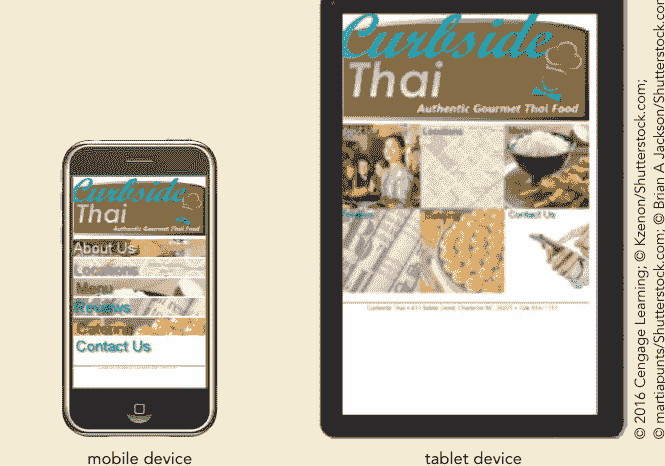 Curbside
Thai
Authentic Gourmet Thai Food
About Us
Locations
Menu
Reviews
Catering
Contact Us
mobile device
Curbside
Thai
Authentic Gourmet Thai Food
Locations
Contact Us
tablet device
© 2016 Cengage Learning; © Kzenon/Shutterstock.com;
© martiapunts/Shutterstock.com; © Brian A Jackson/Shutterstock.com